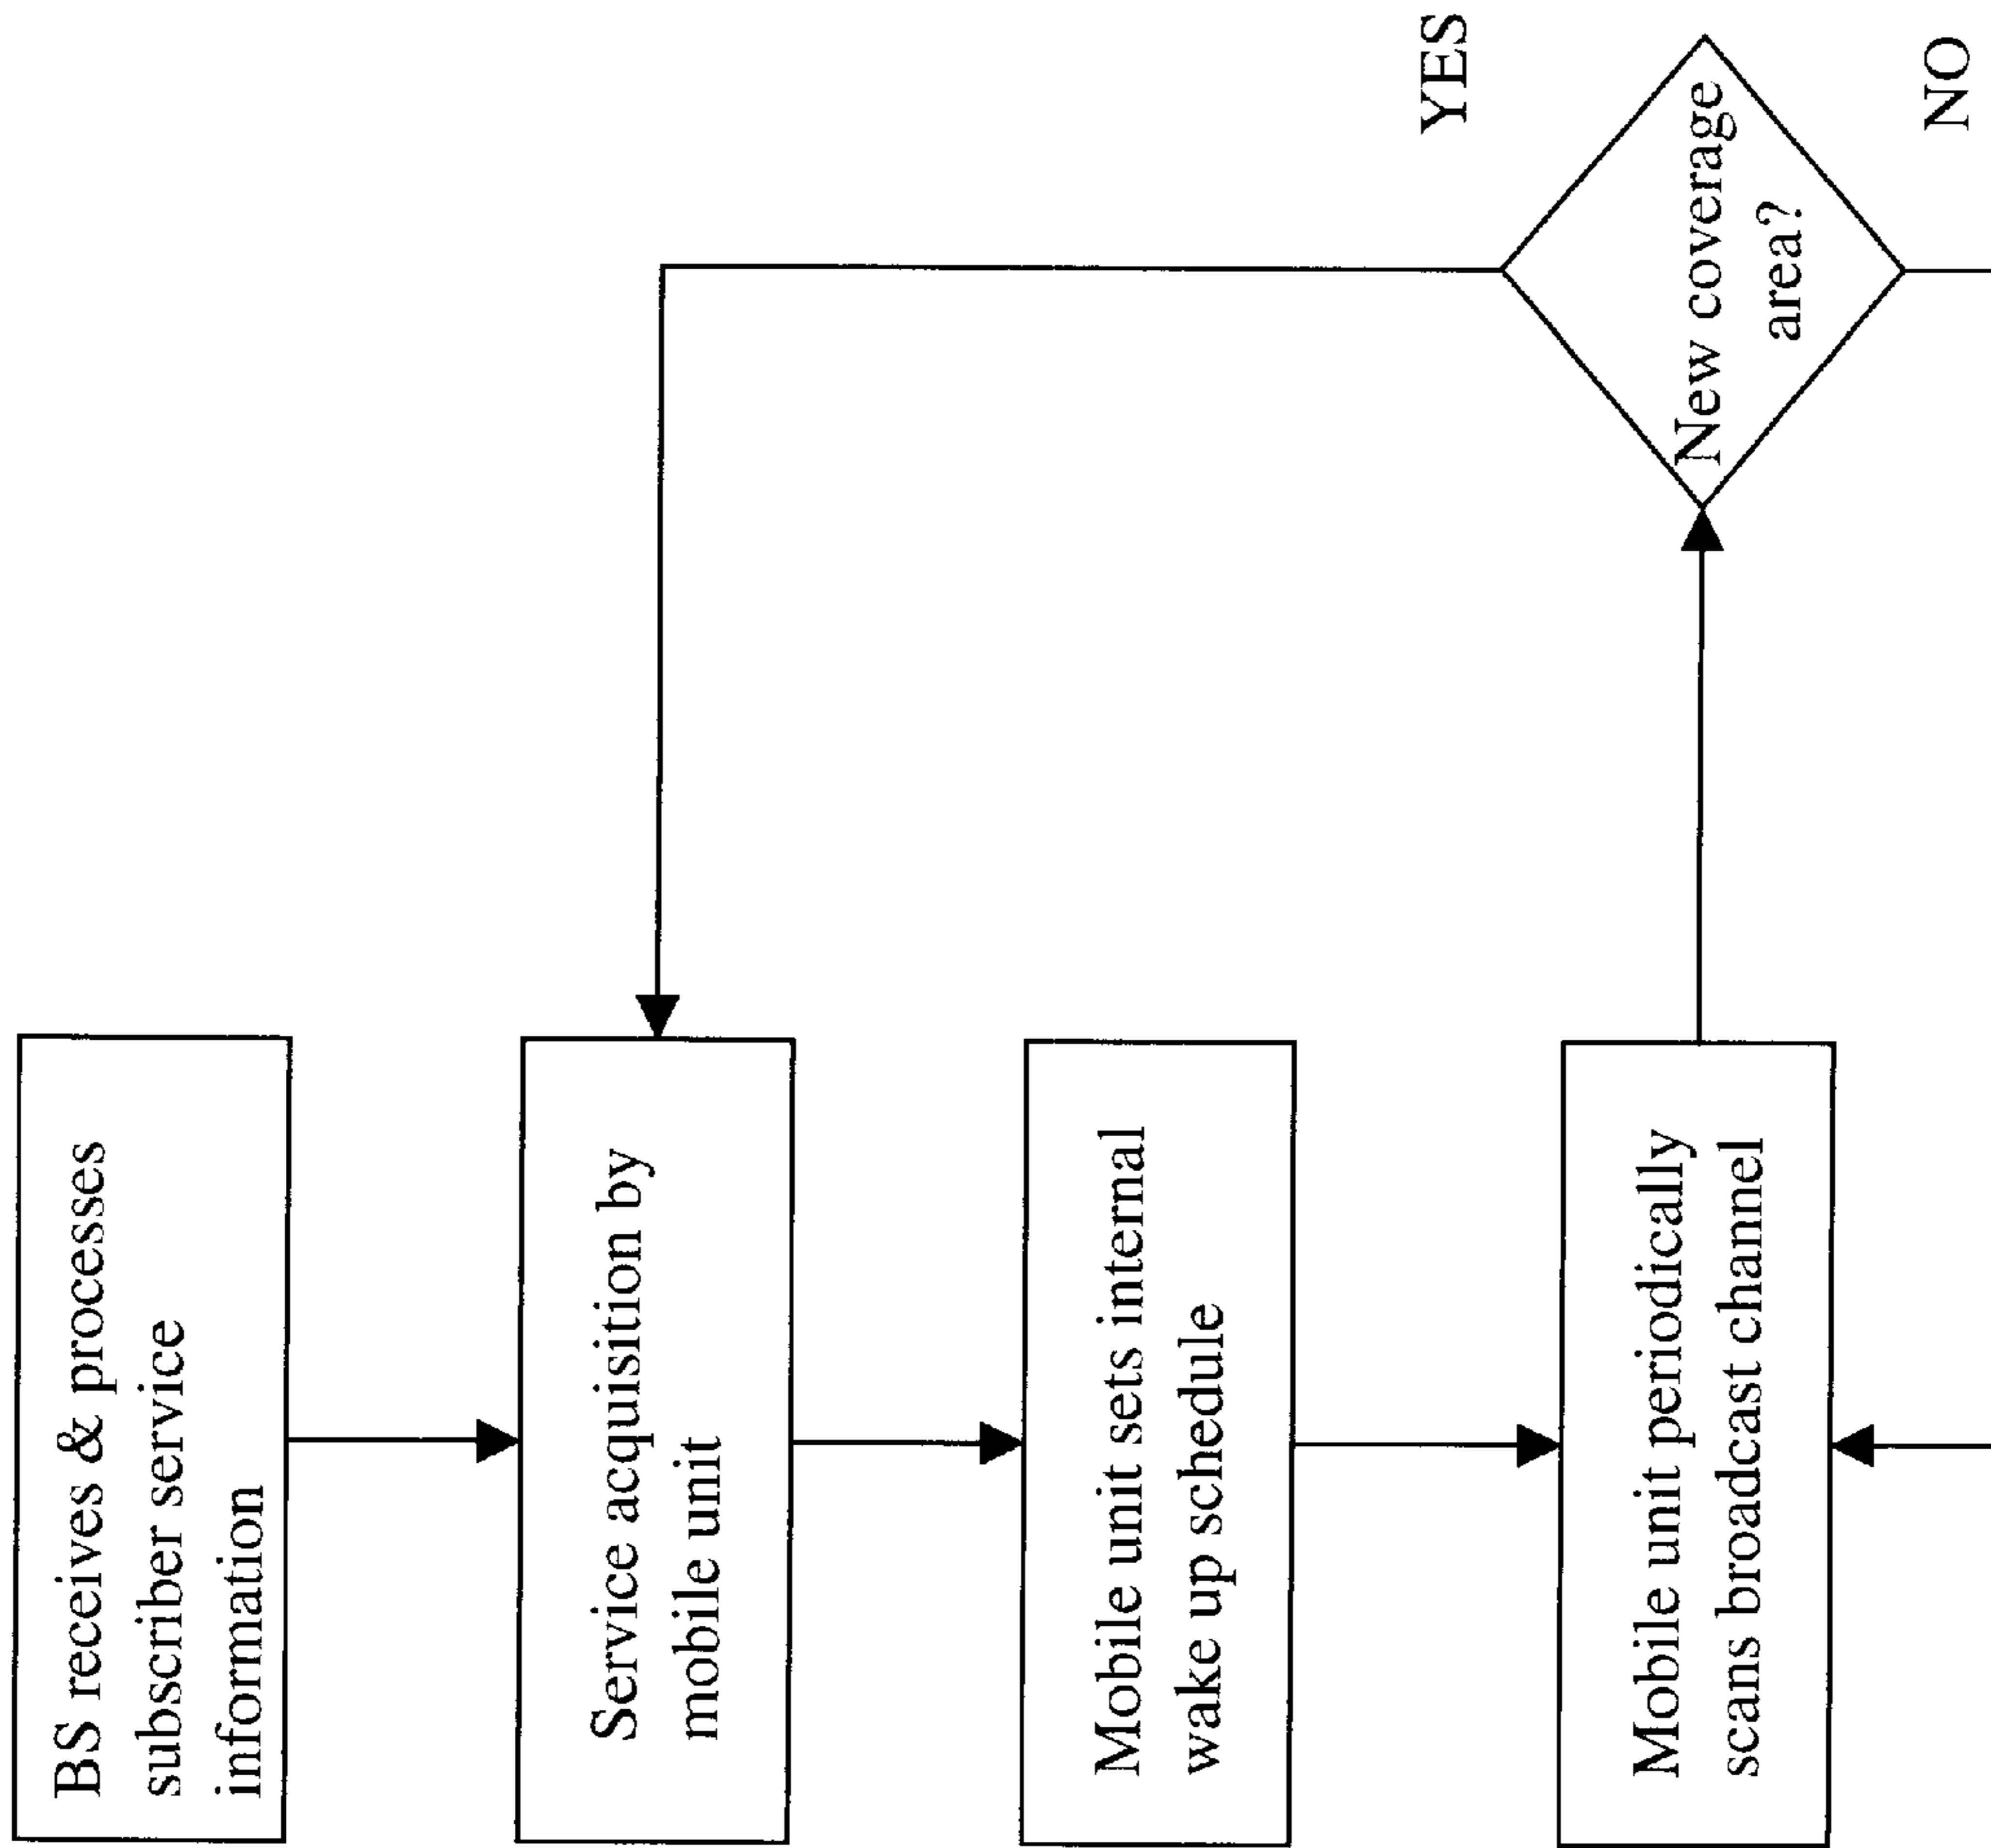 BS receives & processes
subscriber service
information
Service acquisition by
mobile unit
Mobile unit sets internal
wake up schedule
Mobile unit periodically
scans broadcast channel
New coverage
area?
YES
NO